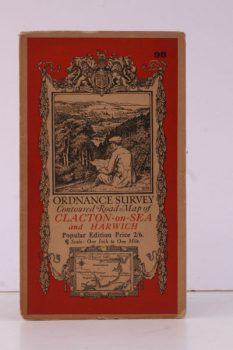 98
ORDNANCE SURVEY
Contoured Road Map of
CLACTON-on-SEA
and HARWICH
Popular Edition Price 2/6.
Scale: One Inch to One Mile.